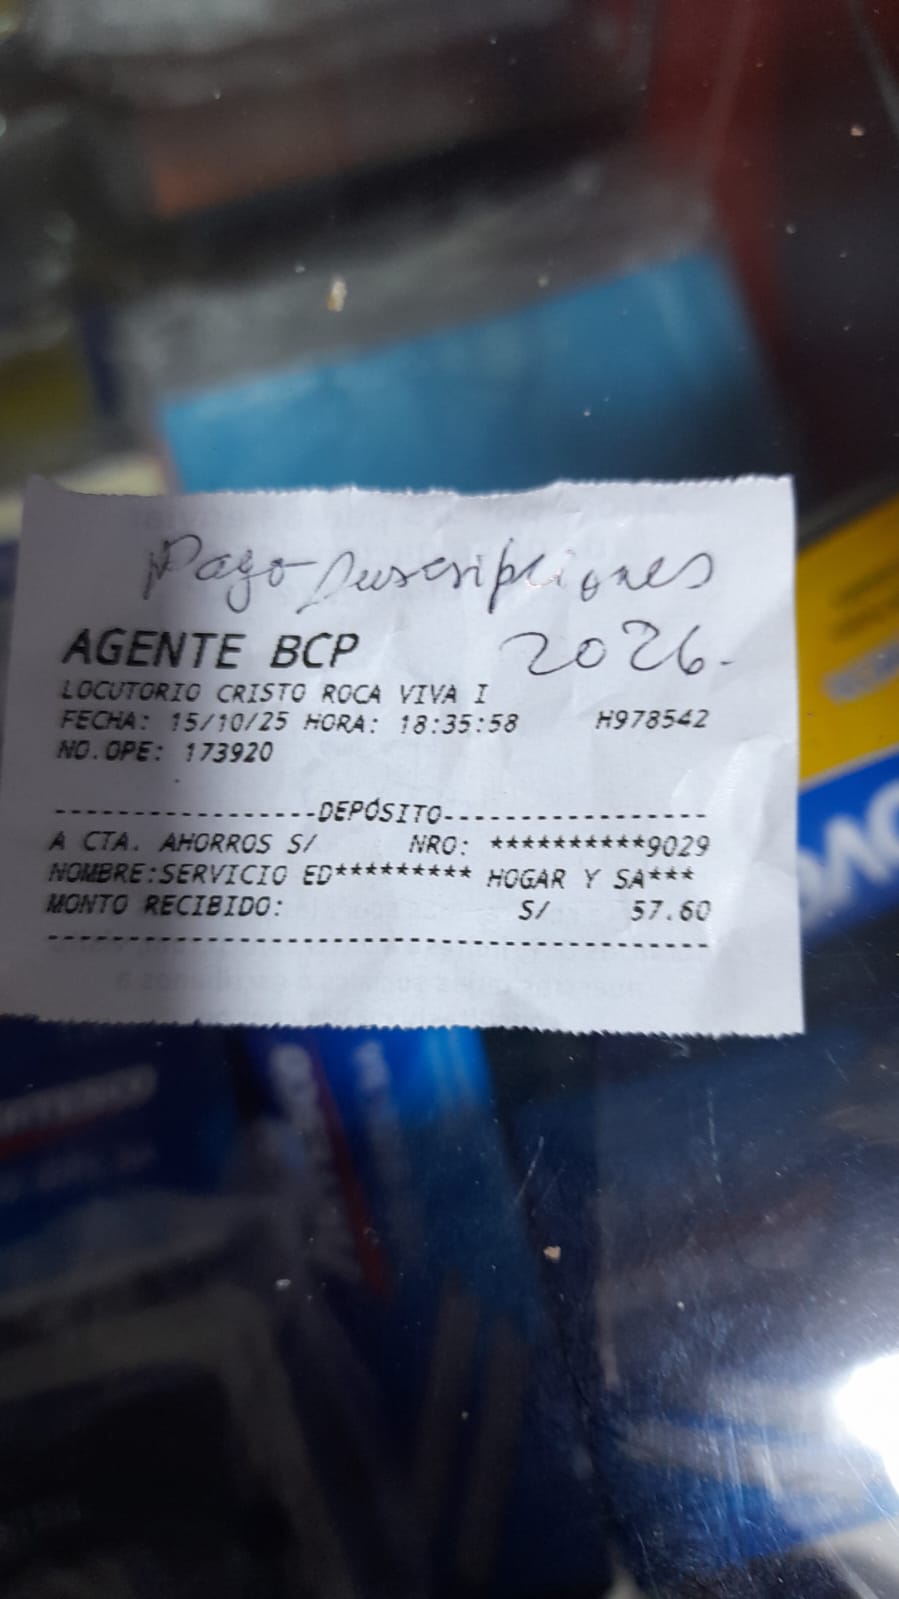 Pago Suscripciones
2026.
AGENTE BCP
LOCUTORIO CRISTO ROCA VIVA I
FECHA: 15/10/25 HORA: 18:35:58 H978542
NO.OPE: 173920
-----------------DEPÓSITO-----------------
A CTA. AHORROS S/ NRO: **********9029
NOMBRE:SERVICIO ED********* HOGAR Y SA***
MONTO RECIBIDO: S/ 57.60
------------------------------------------